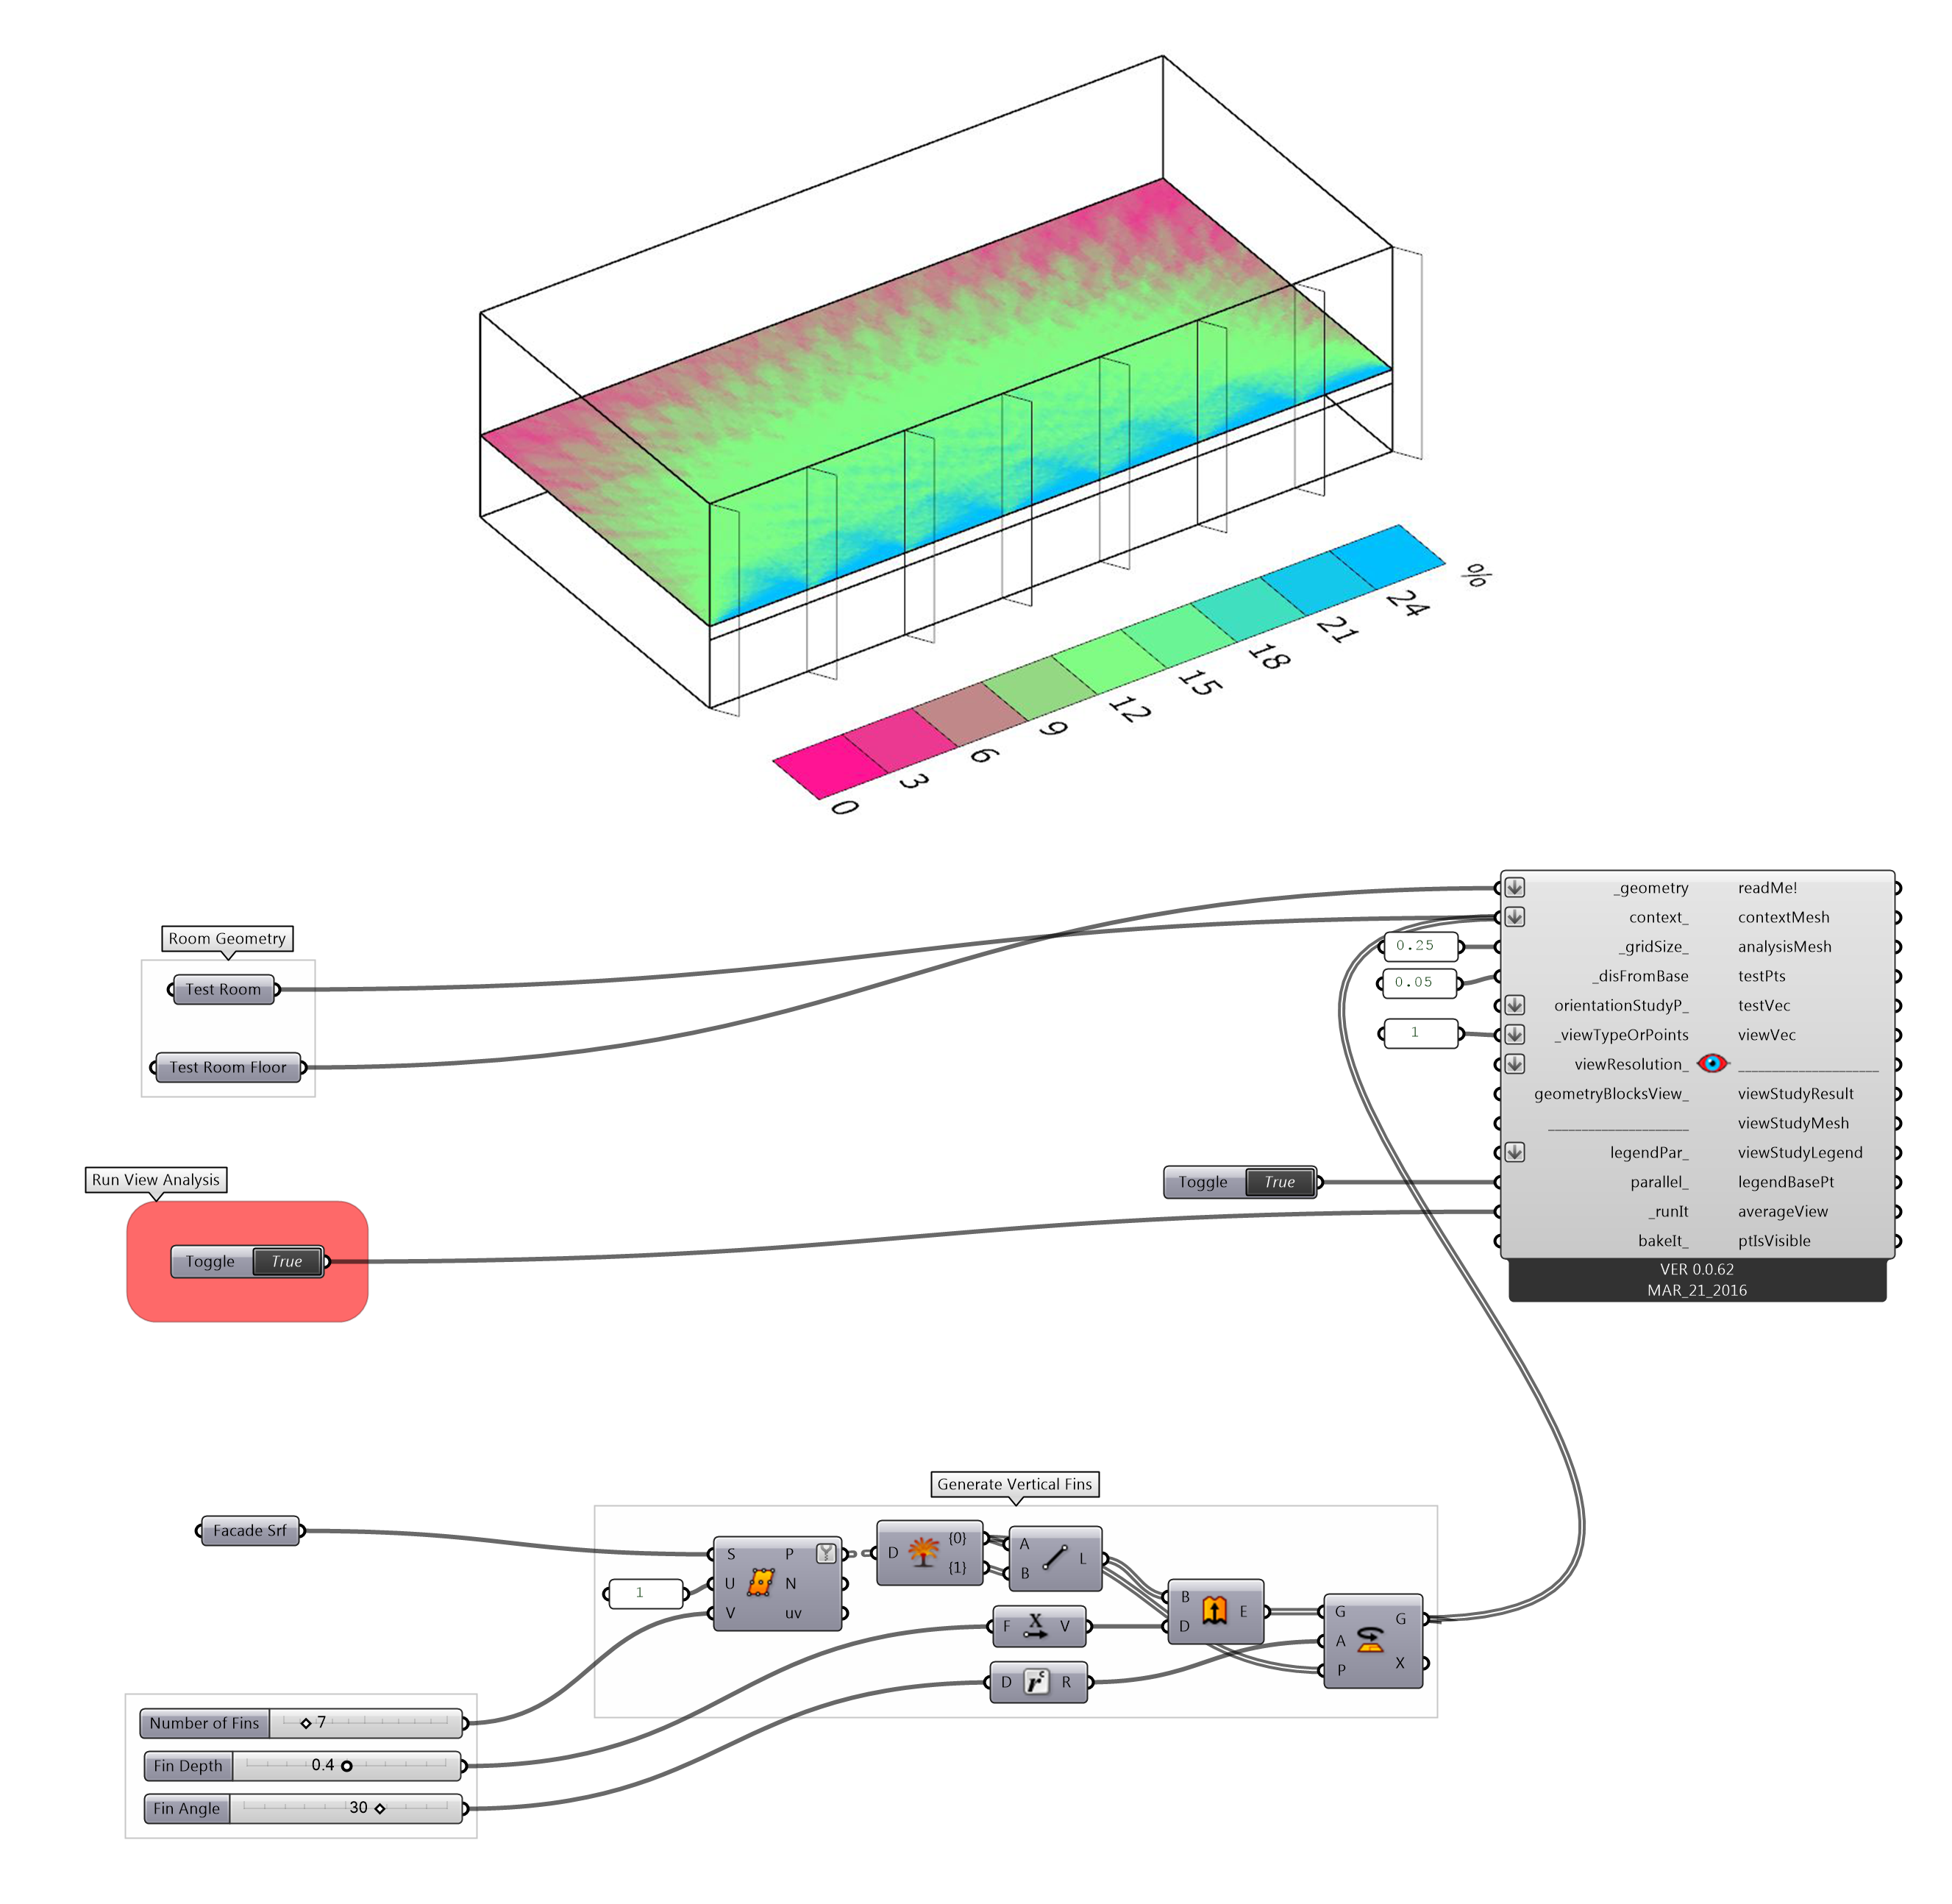 %
24
21
18
15
12
9
6
3
0
Room Geometry
Test Room
Test Room Floor
Run View Analysis
Toggle True
Toggle True
0.25
0.05
1
_geometry readMe!
context_ contextMesh
_gridSize_ analysisMesh
_disFromBase testPts
orientationStudyP_ testVec
_viewTypeOrPoints viewVec
viewResolution_ ____________________
geometryBlocksView_ viewStudyResult
____________________ viewStudyMesh
legendPar_ viewStudyLegend
parallel_ legendBasePt
_runIt averageView
bakeIt_ ptIsVisible
VER 0.0.62
MAR_21_2016
Generate Vertical Fins
Facade Srf
1
S P
U N
V uv
D {0}
{1}
A L
B
F X V
D r c R
B E
D
G G
A
P X
Number of Fins 7
Fin Depth 0.4
Fin Angle 30